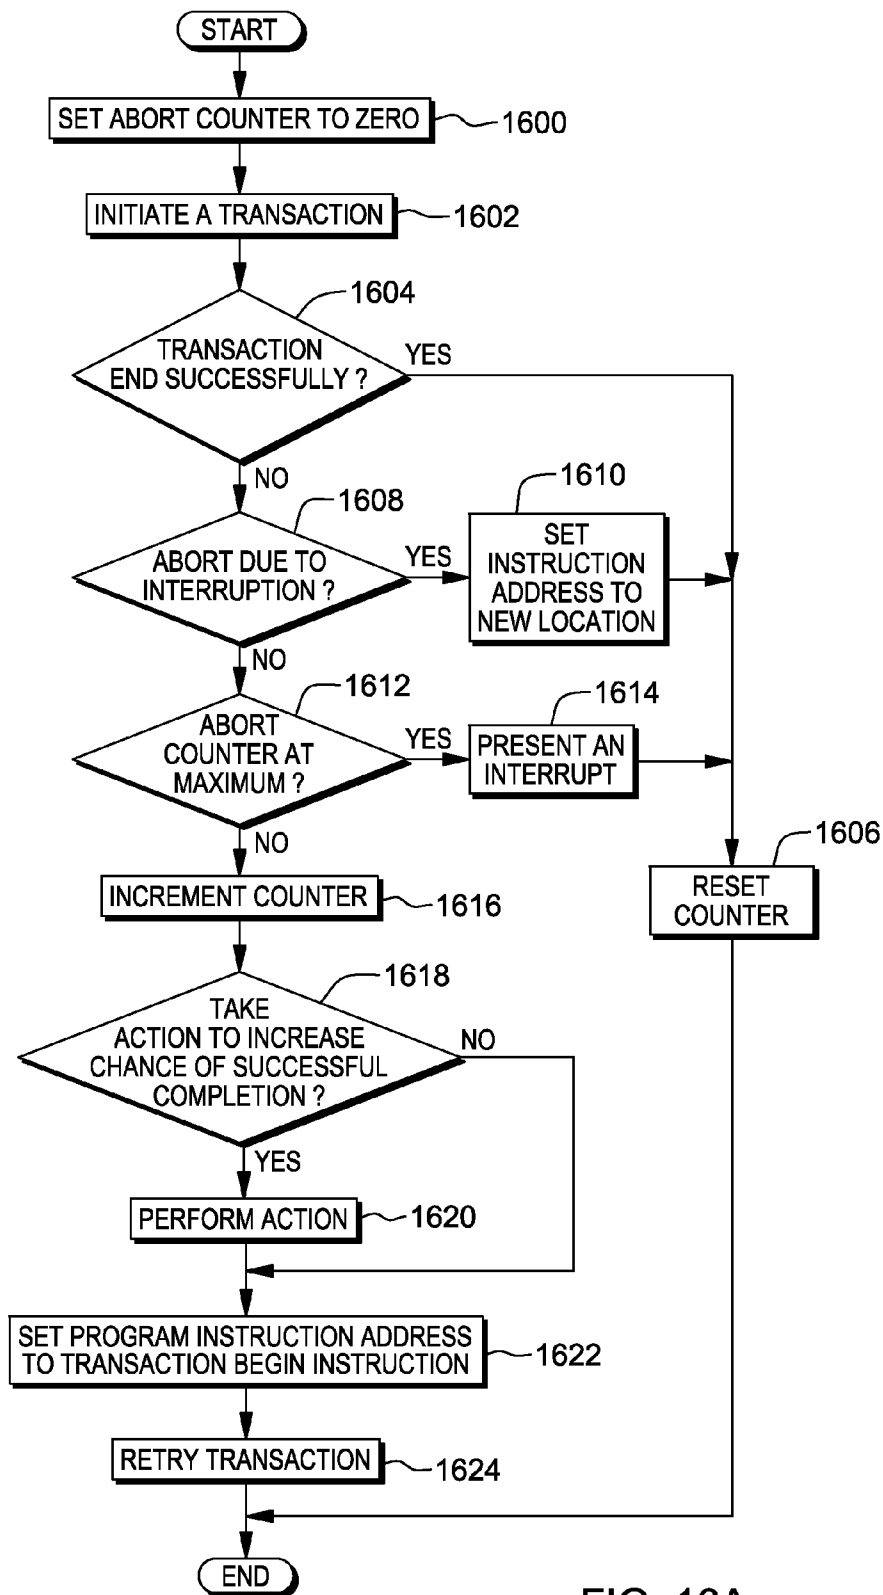 START
SET ABORT COUNTER TO ZERO
1600
INITIATE A TRANSACTION
1602
1604
TRANSACTION
END SUCCESSFULLY ?
YES
NO
1608
ABORT DUE TO
INTERRUPTION ?
YES
1610
SET
INSTRUCTION
ADDRESS TO
NEW LOCATION
NO
1612
ABORT
COUNTER AT
MAXIMUM ?
YES
1614
PRESENT AN
INTERRUPT
NO
1606
RESET
COUNTER
INCREMENT COUNTER
1616
1618
TAKE
ACTION TO INCREASE
CHANCE OF SUCCESSFUL
COMPLETION ?
NO
YES
PERFORM ACTION
1620
SET PROGRAM INSTRUCTION ADDRESS
TO TRANSACTION BEGIN INSTRUCTION
1622
RETRY TRANSACTION
1624
END